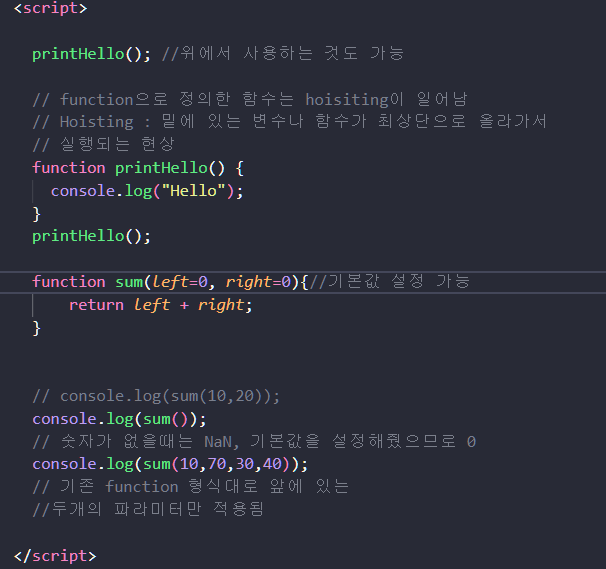 <script>
printHello(); //위에서 사용하는 것도 가능
// function으로 정의한 함수는 hoisiting이 일어남
// Hoisting : 밑에 있는 변수나 함수가 최상단으로 올라가서
// 실행되는 현상
function printHello() {
console.log("Hello");
}
printHello();
function sum(left=0, right=0){//기본값 설정 가능
return left + right;
}
// console.log(sum(10,20));
console.log(sum());
// 숫자가 없을때는 NaN, 기본값을 설정해줬으므로 0
console.log(sum(10,70,30,40));
// 기존 function 형식대로 앞에 있는
//두개의 파라미터만 적용됨
</script>